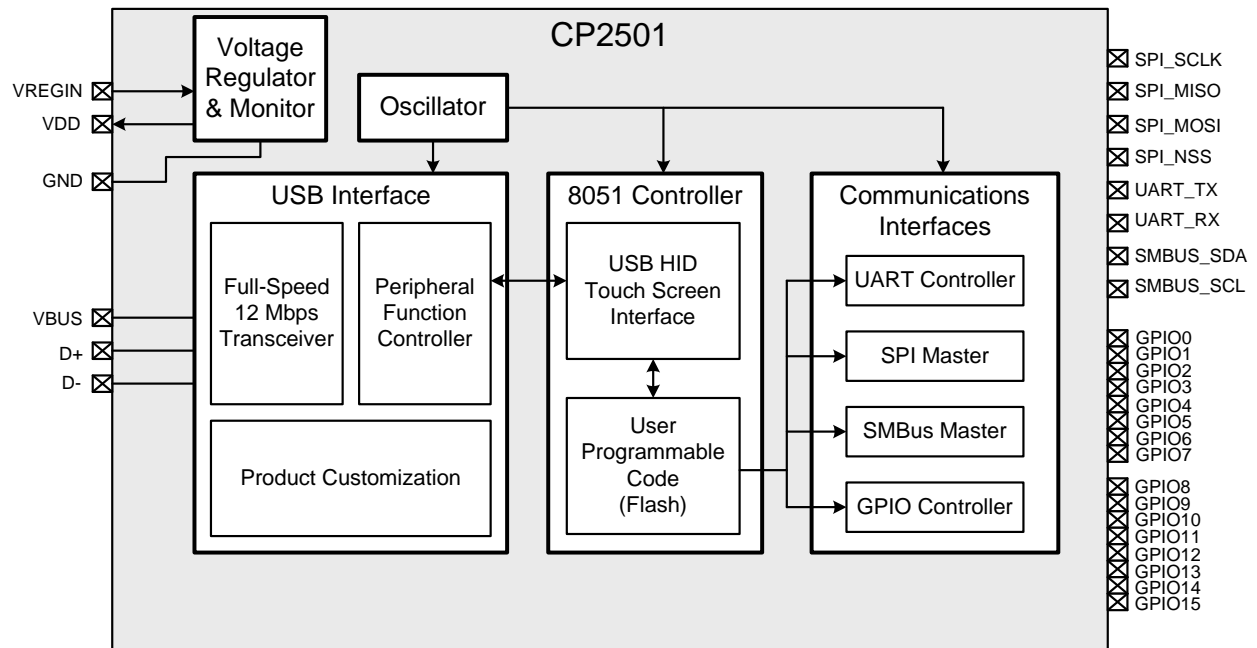 CP2501
Voltage
Regulator
& Monitor
Oscillator
VREGIN
VDD
GND
VBUS
D+
D-
USB Interface
Full-Speed
12 Mbps
Transceiver
Peripheral
Function
Controller
Product Customization
8051 Controller
USB HID
Touch Screen
Interface
User
Programmable
Code
(Flash)
Communications
Interfaces
UART Controller
SPI Master
SMBus Master
GPIO Controller
SPI_SCLK
SPI_MISO
SPI_MOSI
SPI_NSS
UART_TX
UART_RX
SMBUS_SDA
SMBUS_SCL
GPIO0
GPIO1
GPIO2
GPIO3
GPIO4
GPIO5
GPIO6
GPIO7
GPIO8
GPIO9
GPIO10
GPIO11
GPIO12
GPIO13
GPIO14
GPIO15